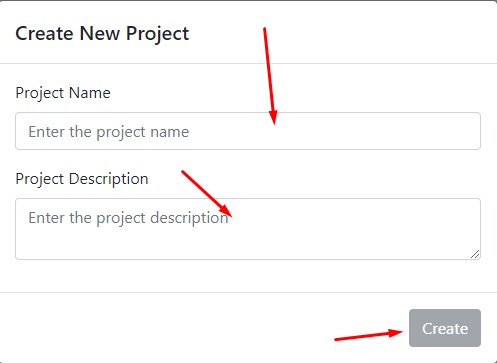 Create New Project
Project Name
Enter the project name
Project Description
Enter the project description
Create